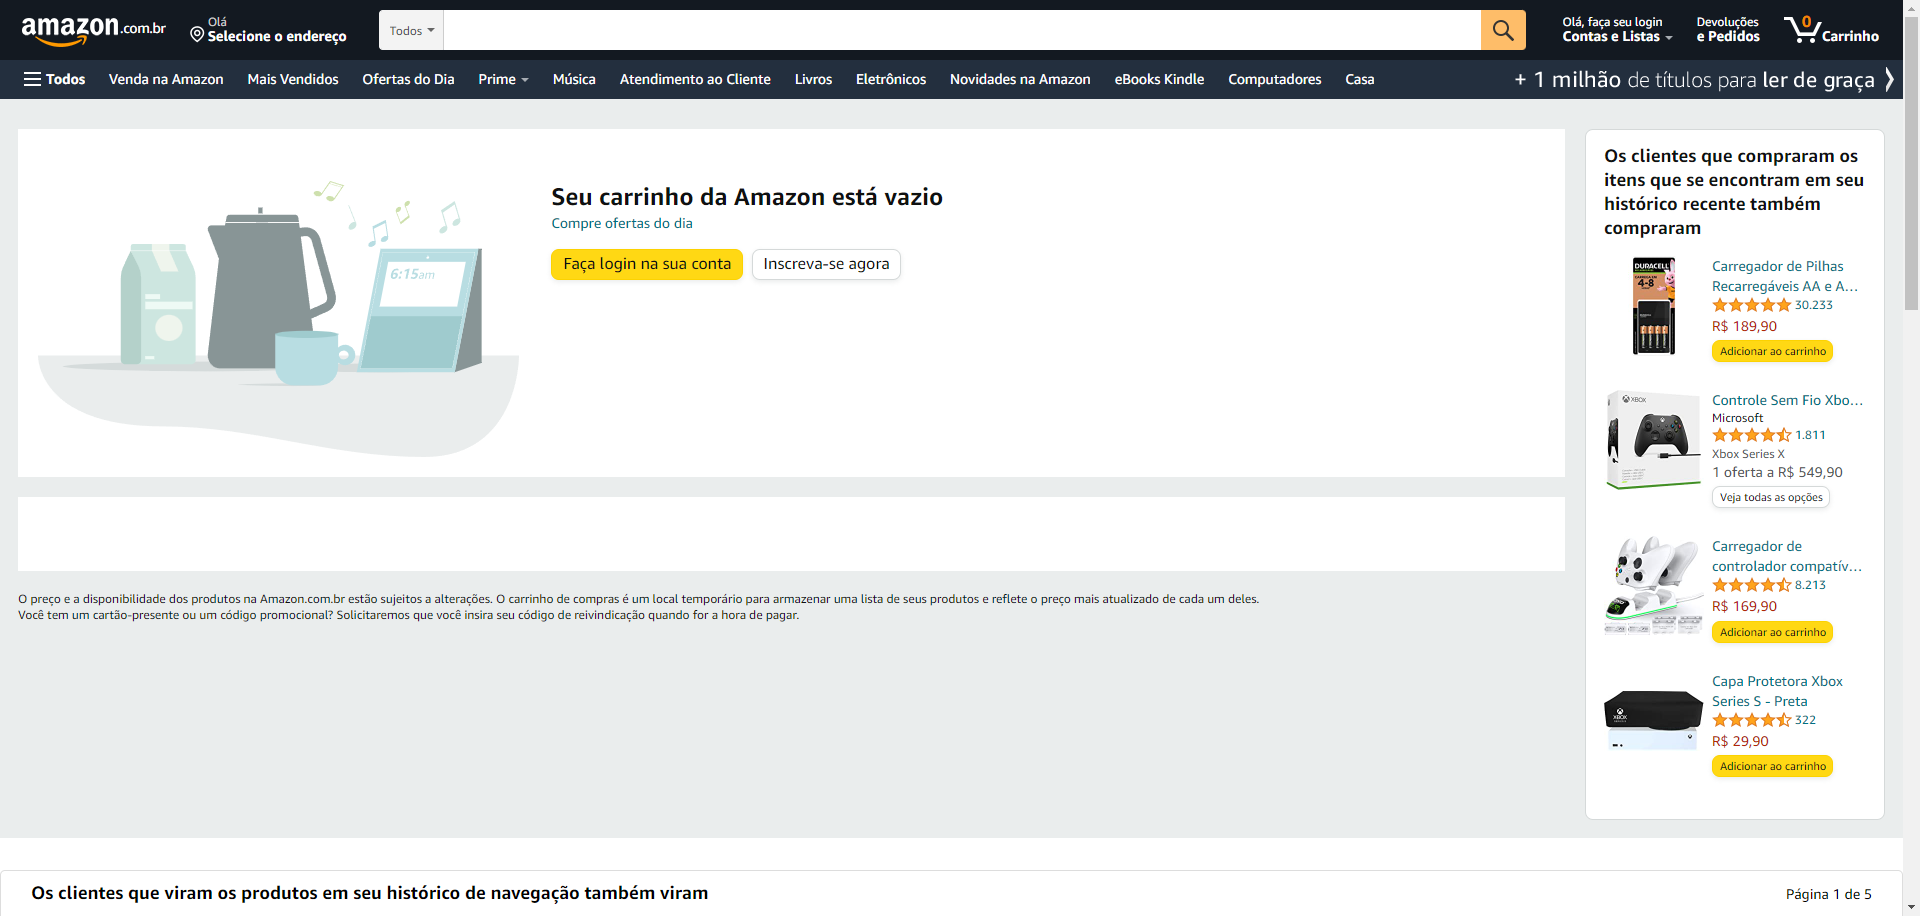 amazon.com.br
Olá
Selecione o endereço
Todos
Olá, faça seu login
Contas e Listas
Devoluções
e Pedidos
0
Carrinho
Todos
Venda na Amazon
Mais Vendidos
Ofertas do Dia
Prime
Música
Atendimento ao Cliente
Livros
Eletrônicos
Novidades na Amazon
eBooks Kindle
Computadores
Casa
+ 1 milhão de títulos para ler de graça
6:15am
Seu carrinho da Amazon está vazio
Compre ofertas do dia
Faça login na sua conta
Inscreva-se agora
O preço e a disponibilidade dos produtos na Amazon.com.br estão sujeitos a alterações. O carrinho de compras é um local temporário para armazenar uma lista de seus produtos e reflete o preço mais atualizado de cada um deles.
Você tem um cartão-presente ou um código promocional? Solicitaremos que você insira seu código de reivindicação quando for a hora de pagar.
Os clientes que compraram os
itens que se encontram em seu
histórico recente também
compraram
DURACELL
4-8
Carregador de Pilhas
Recarregáveis AA e A…
30.233
R$ 189,90
Adicionar ao carrinho
XBOX
Controle Sem Fio Xbo…
Microsoft
1.811
Xbox Series X
1 oferta a R$ 549,90
Veja todas as opções
Carregador de
controlador compatív…
8.213
R$ 169,90
Adicionar ao carrinho
XBOX
Capa Protetora Xbox
Series S - Preta
322
R$ 29,90
Adicionar ao carrinho
Os clientes que viram os produtos em seu histórico de navegação também viram
Página 1 de 5